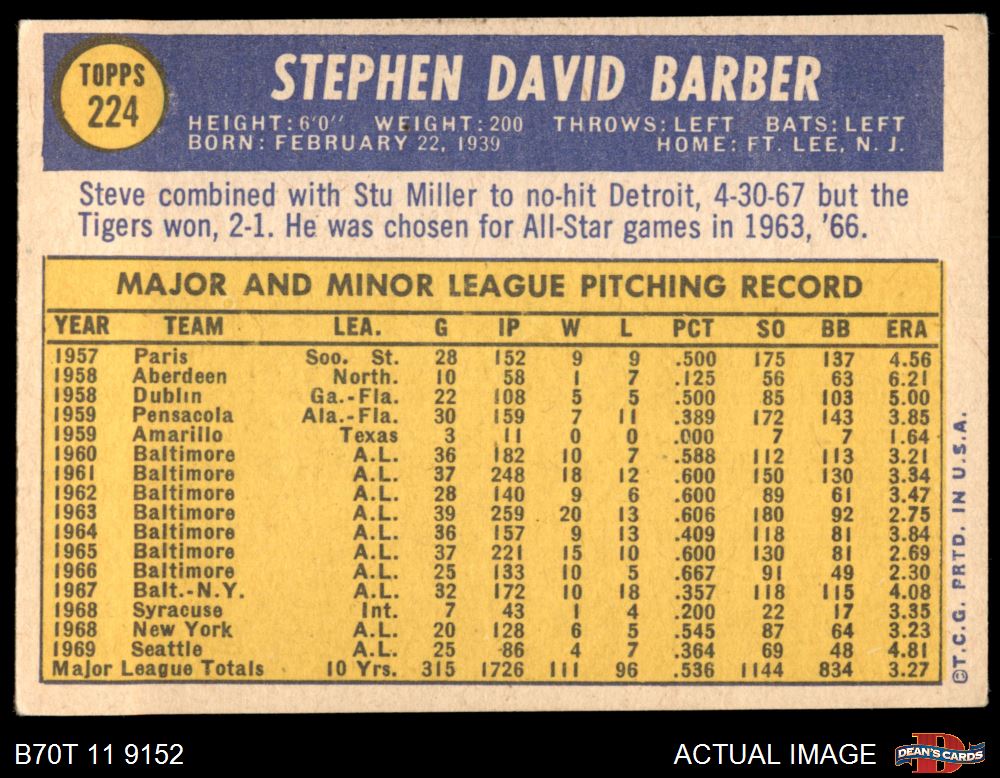 TOPPS
224
STEPHEN DAVID BARBER
HEIGHT: 6'0" WEIGHT: 200 THROWS: LEFT BATS: LEFT
BORN: FEBRUARY 22, 1939 HOME: FT. LEE, N. J.
Steve combined with Stu Miller to no-hit Detroit, 4-30-67 but the
Tigers won, 2-1. He was chosen for All-Star games in 1963, '66.
MAJOR AND MINOR LEAGUE PITCHING RECORD
YEAR TEAM LEA. G IP W L PCT SO BB ERA
1957 Paris Soo. St. 28 152 9 9 .500 175 137 4.56
1958 Aberdeen North. 10 58 1 7 .125 56 63 6.21
1958 Dublin Ga.-Fla. 22 108 5 5 .500 85 103 5.00
1959 Pensacola Ala.-Fla. 30 159 7 11 .389 172 143 3.85
1959 Amarillo Texas 3 11 0 0 .000 7 7 1.64
1960 Baltimore A.L. 36 182 10 7 .588 112 113 3.21
1961 Baltimore A.L. 37 248 18 12 .600 150 130 3.34
1962 Baltimore A.L. 28 140 9 6 .600 89 61 3.47
1963 Baltimore A.L. 39 259 20 13 .606 180 92 2.75
1964 Baltimore A.L. 36 157 9 13 .409 118 81 3.84
1965 Baltimore A.L. 37 221 15 10 .600 130 81 2.69
1966 Baltimore A.L. 25 133 10 5 .667 91 49 2.30
1967 Balt.-N.Y. A.L. 32 172 10 18 .357 118 115 4.08
1968 Syracuse Int. 7 43 1 4 .200 22 17 3.35
1968 New York A.L. 20 128 6 5 .545 87 64 3.23
1969 Seattle A.L. 25 86 4 7 .364 69 48 4.81
Major League Totals 10 Yrs. 315 1726 111 96 .536 1144 834 3.27
©T.C.G. PRTD. IN U.S.A.
B70T 11 9152 ACTUAL IMAGE
DEAN'S CARDS